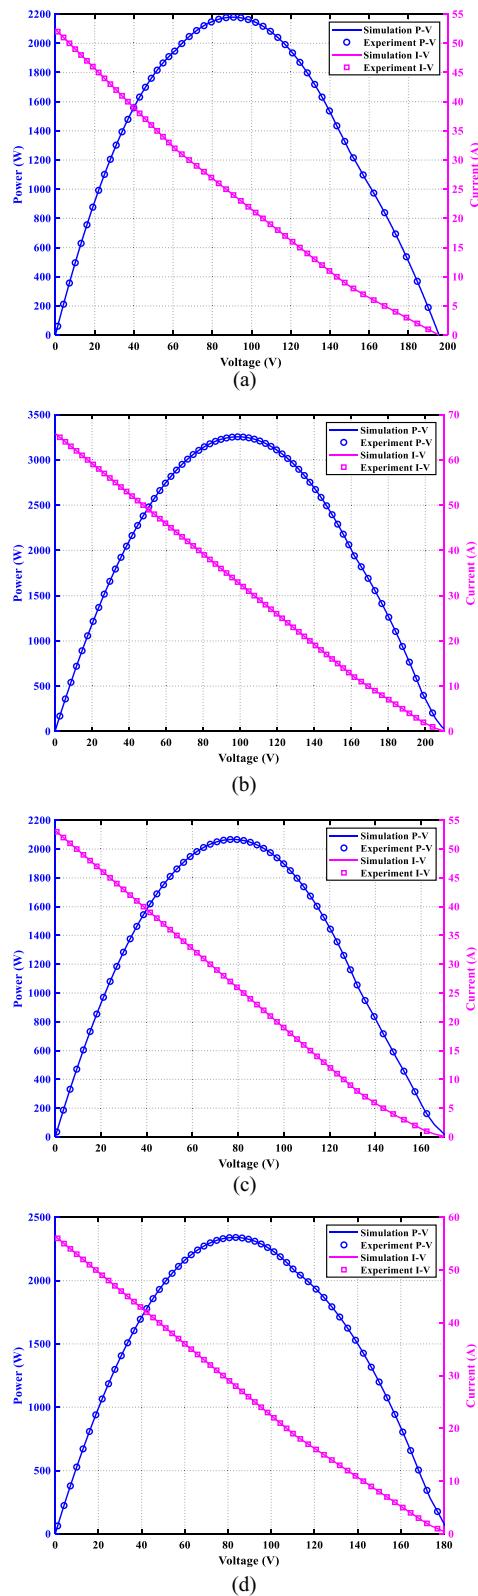 2200
2000
1800
1600
1400
1200
1000
800
600
400
200
0
Power (W)
55
50
45
40
35
30
25
20
15
10
5
0
Current (A)
Simulation P-V
Experiment P-V
Simulation I-V
Experiment I-V
0 20 40 60 80 100 120 140 160 180 200
Voltage (V)
(a)
3500
3000
2500
2000
1500
1000
500
0
Power (W)
70
60
50
40
30
20
10
0
Current (A)
Simulation P-V
Experiment P-V
Simulation I-V
Experiment I-V
0 20 40 60 80 100 120 140 160 180 200
Voltage (V)
(b)
2200
2000
1800
1600
1400
1200
1000
800
600
400
200
0
Power (W)
55
50
45
40
35
30
25
20
15
10
5
0
Current (A)
Simulation P-V
Experiment P-V
Simulation I-V
Experiment I-V
0 20 40 60 80 100 120 140 160
Voltage (V)
(c)
2500
2000
1500
1000
500
0
Power (W)
60
50
40
30
20
10
0
Current (A)
Simulation P-V
Experiment P-V
Simulation I-V
Experiment I-V
0 20 40 60 80 100 120 140 160 180
Voltage (V)
(d)